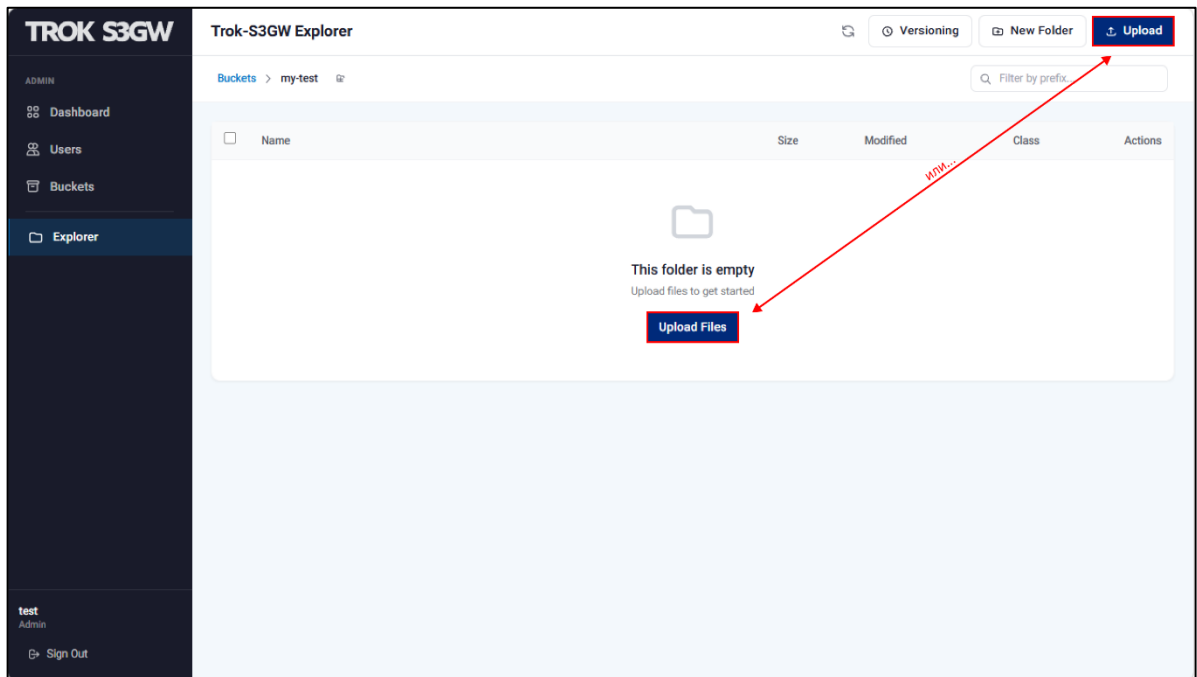 TROK S3GW
Trok-S3GW Explorer
Versioning
New Folder
Upload
ADMIN
Buckets > my-test
Filter by prefix...
Dashboard
Users
Buckets
Explorer
Name
Size
Modified
Class
Actions
или...
This folder is empty
Upload files to get started
Upload Files
test
Admin
Sign Out